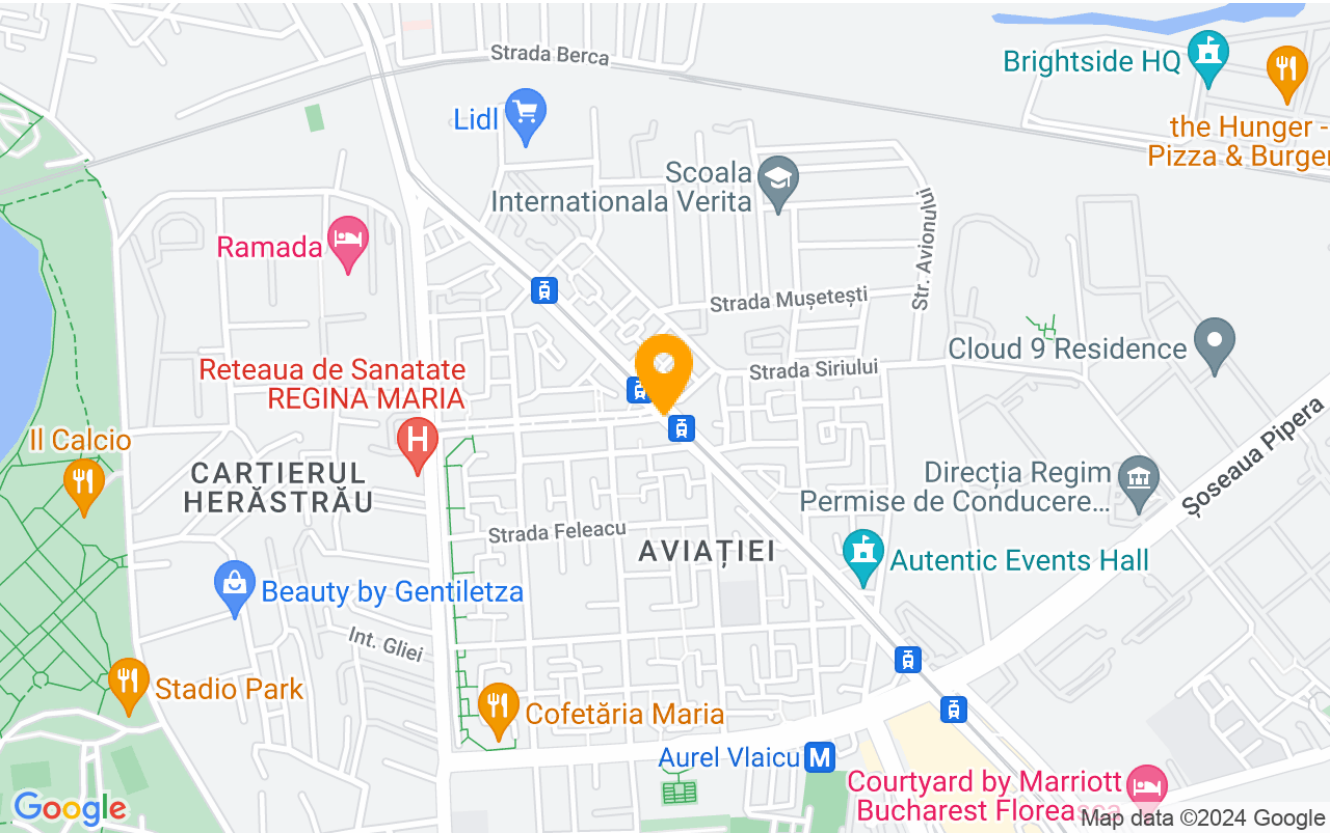 Strada Berca
Brightside HQ
Lidl
the Hunger -
Pizza & Burger
Scoala
Internationala Verita
Str. Avionului
Ramada
Strada Mușetești
Cloud 9 Residence
Reteaua de Sanatate
REGINA MARIA
Strada Siriului
H
Il Calcio
Șoseaua Pipera
CARTIERUL
HERĂSTRĂU
Direcția Regim
Permise de Conducere...
Strada Feleacu
AVIAȚIEI
Autentic Events Hall
Beauty by Gentiletza
Int. Gliei
Stadio Park
Cofetăria Maria
Aurel Vlaicu M
Courtyard by Marriott
Bucharest Floreasca
Google
Map data ©2024 Google